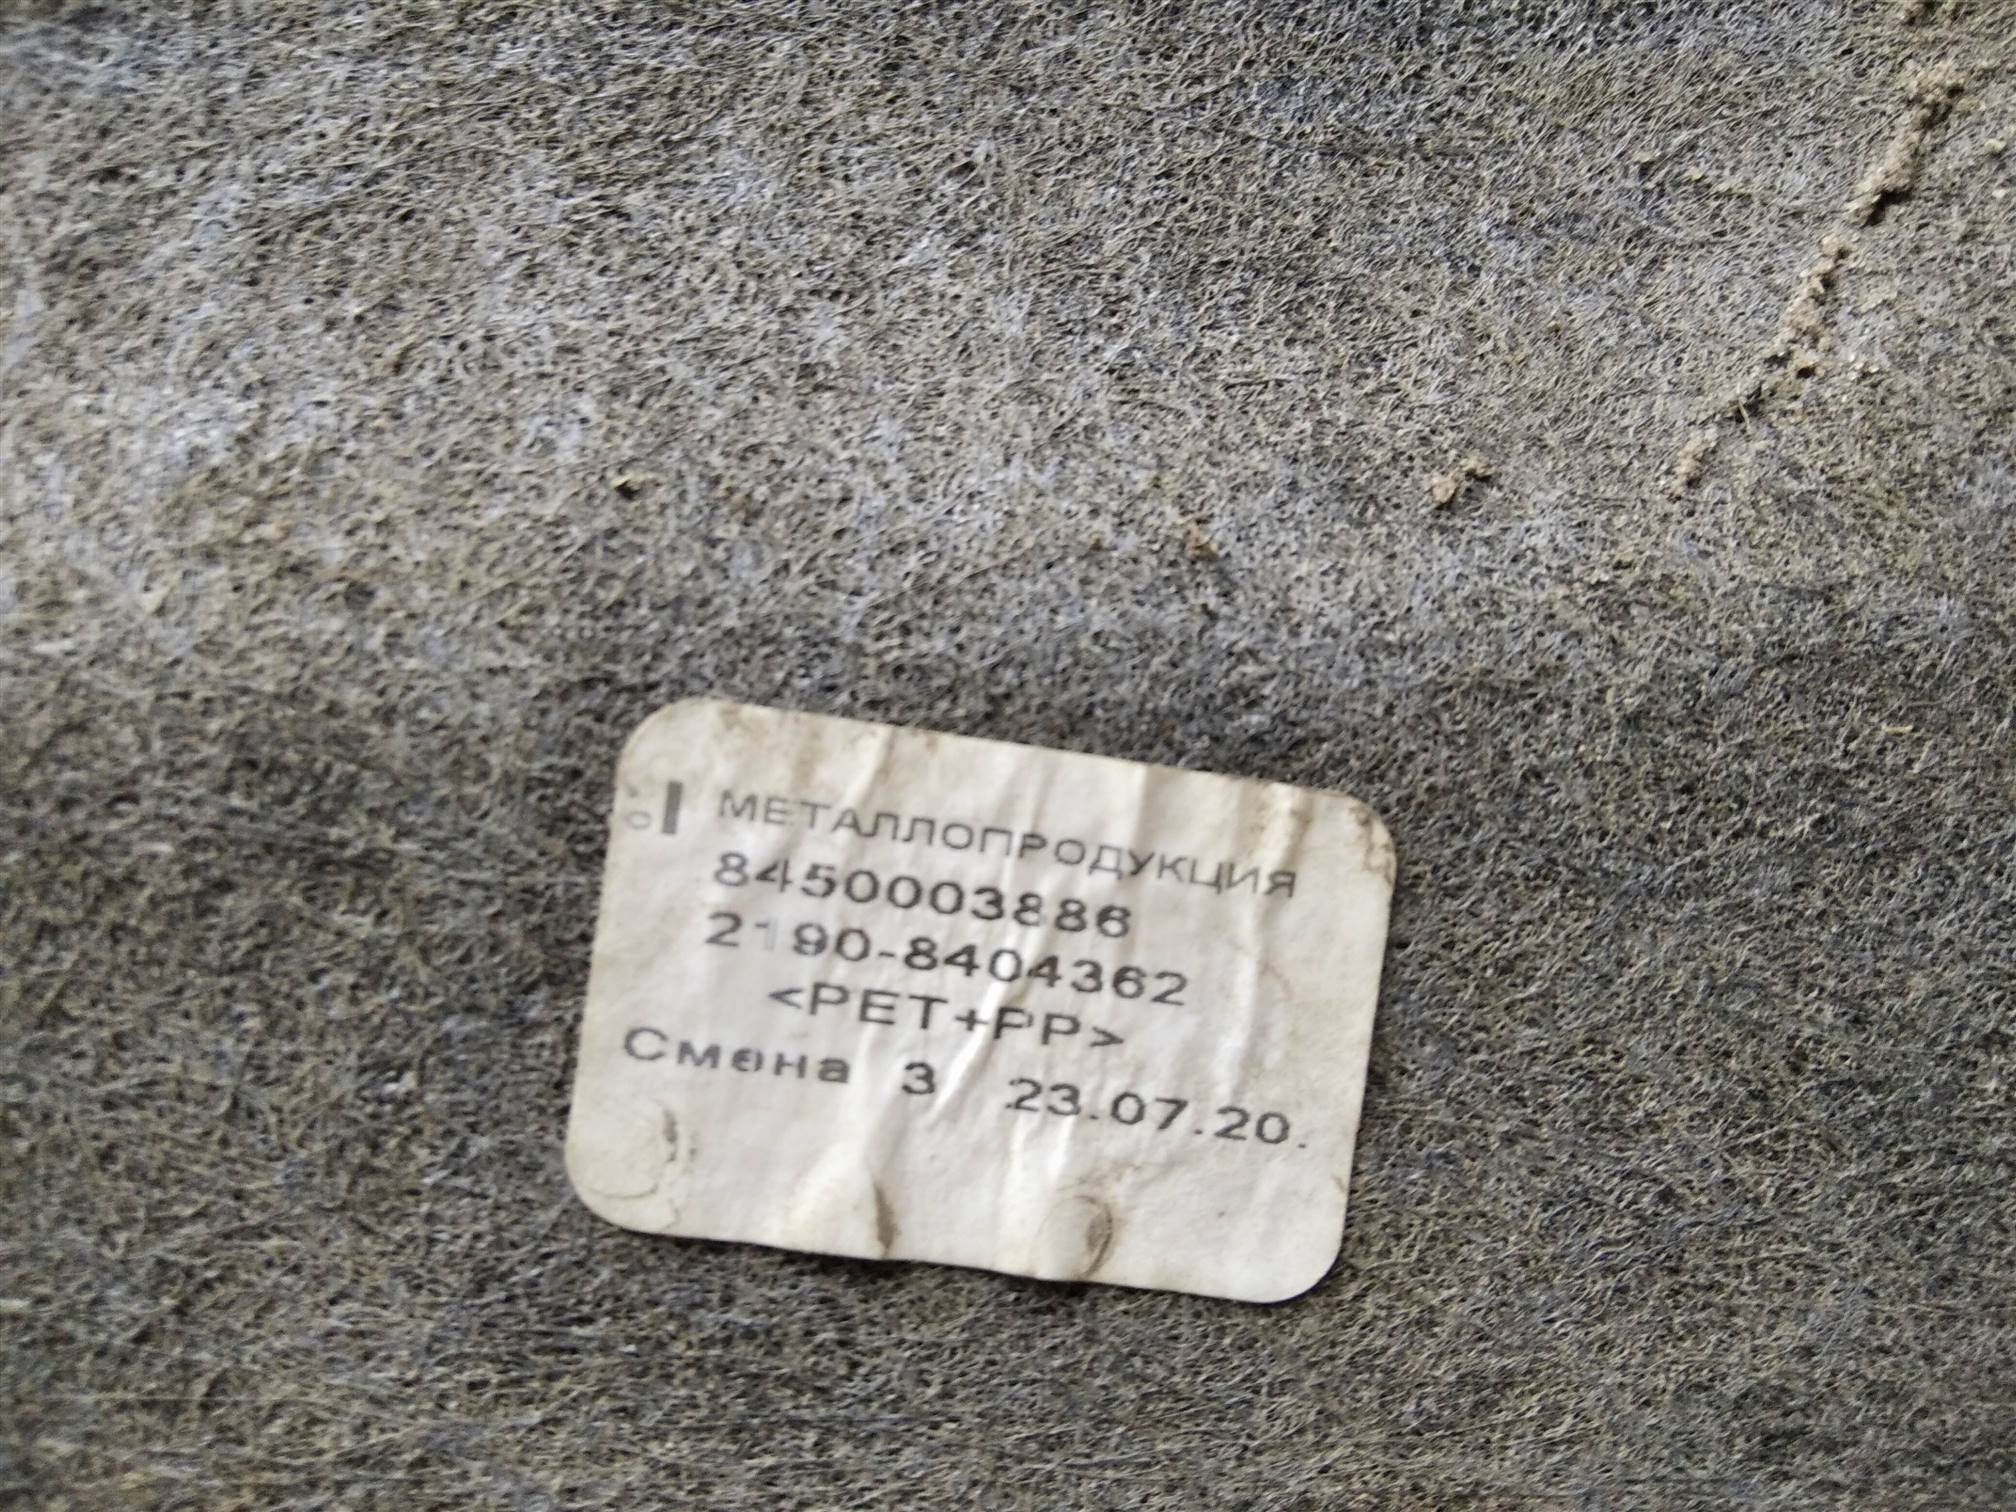 МЕТАЛЛОПРОДУКЦИЯ
8450003886
2190-8404362
<PET+PP>
Смена 3 23.07.20.